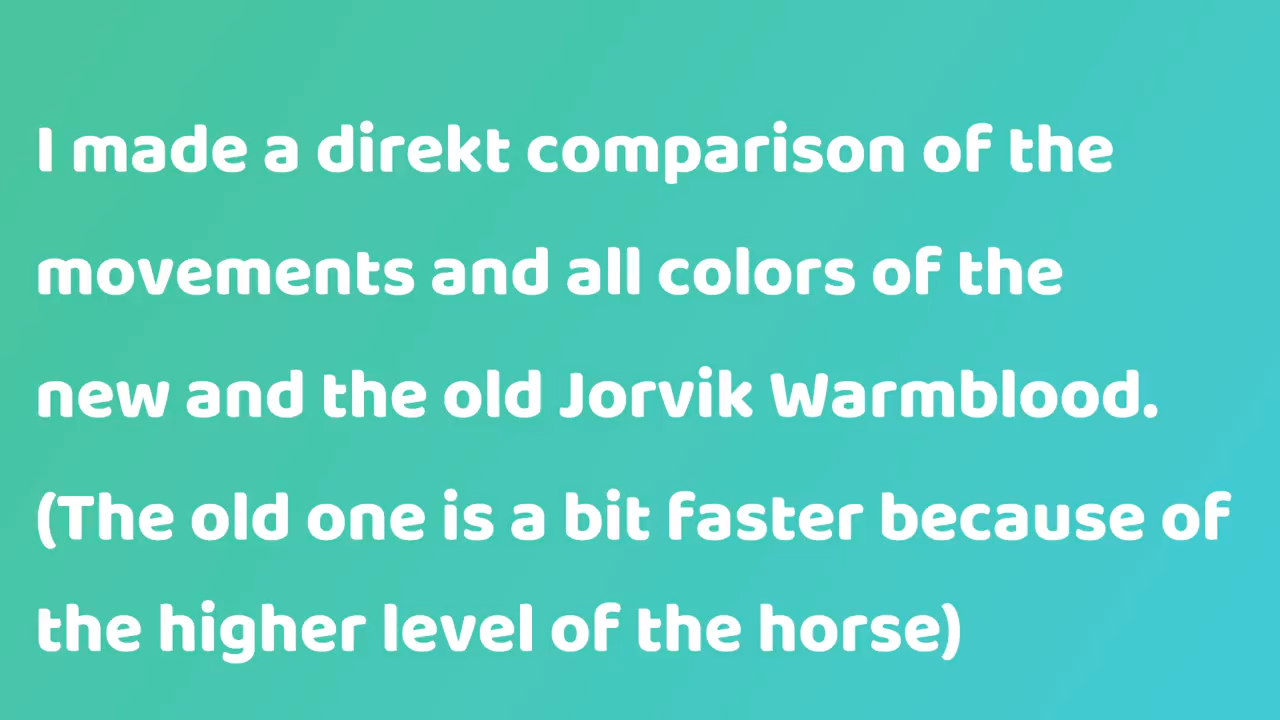 I made a direkt comparison of the
movements and all colors of the
new and the old Jorvik Warmblood.
(The old one is a bit faster because of
the higher level of the horse)